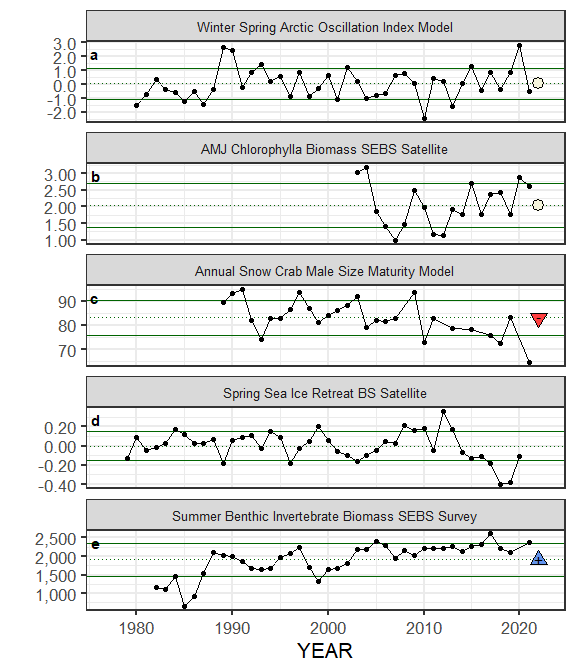 Winter Spring Arctic Oscillation Index Model
a
3.0
2.0
1.0
0.0
-1.0
-2.0
AMJ Chlorophylla Biomass SEBS Satellite
b
3.00
2.50
2.00
1.50
1.00
Annual Snow Crab Male Size Maturity Model
c
90
80
70
−
Spring Sea Ice Retreat BS Satellite
d
0.20
0.00
-0.20
-0.40
Summer Benthic Invertebrate Biomass SEBS Survey
e
2,500
2,000
1,500
1,000
+
1980 1990 2000 2010 2020
YEAR